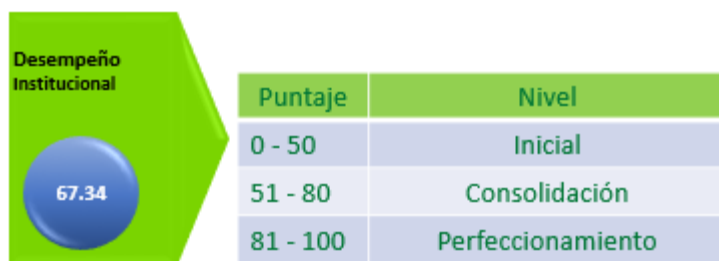 Desempeño
Institucional
67.34
Puntaje Nivel
0 - 50 Inicial
51 - 80 Consolidación
81 - 100 Perfeccionamiento